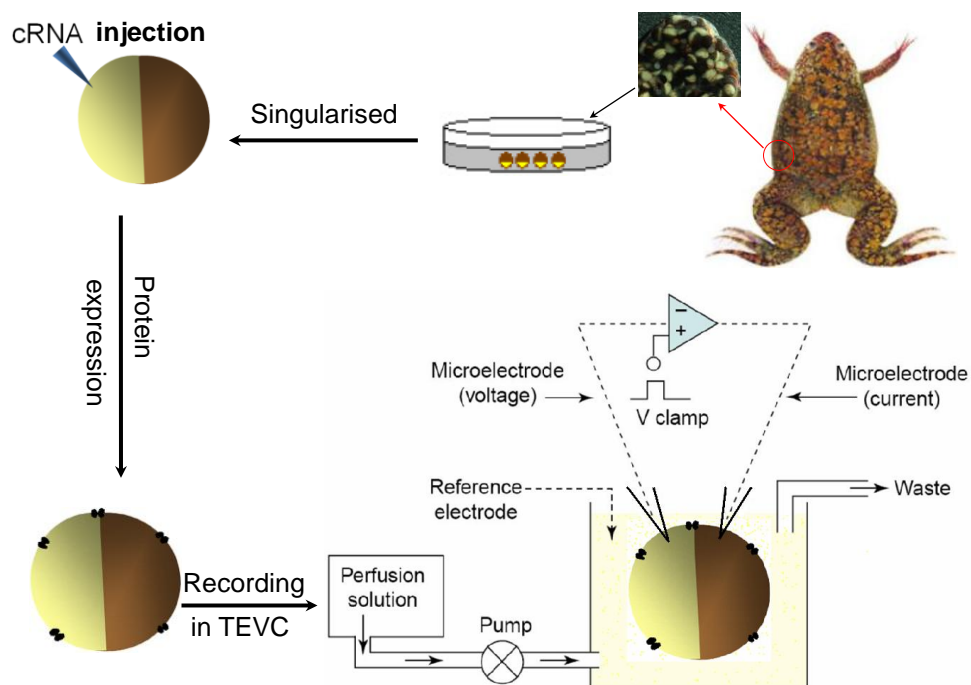 cRNA injection
Singularised
Protein
expression
Recording
in TEVC
−
+
V clamp
Microelectrode
(voltage)
Microelectrode
(current)
Reference
electrode
Waste
Perfusion
solution
Pump